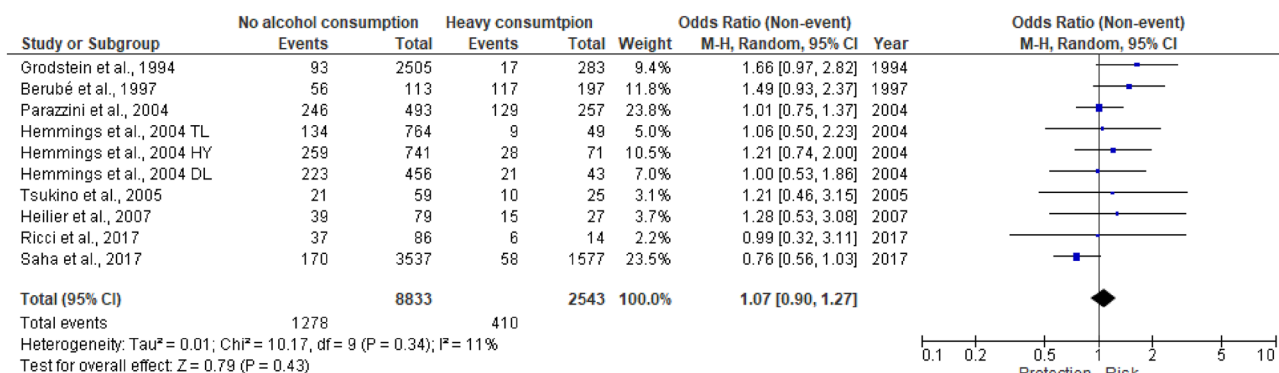 No alcohol consumption Heavy consumtpion Odds Ratio (Non-event) Odds Ratio (Non-event)
Study or Subgroup Events Total Events Total Weight M-H, Random, 95% CI Year M-H, Random, 95% CI
Grodstein et al., 1994 93 2505 17 283 9.4% 1.66 [0.97, 2.82] 1994
Berubé et al., 1997 56 113 117 197 11.8% 1.49 [0.93, 2.37] 1997
Parazzini et al., 2004 246 493 129 257 23.8% 1.01 [0.75, 1.37] 2004
Hemmings et al., 2004 TL 134 764 9 49 5.0% 1.06 [0.50, 2.23] 2004
Hemmings et al., 2004 HY 259 741 28 71 10.5% 1.21 [0.74, 2.00] 2004
Hemmings et al., 2004 DL 223 456 21 43 7.0% 1.00 [0.53, 1.86] 2004
Tsukino et al., 2005 21 59 10 25 3.1% 1.21 [0.46, 3.15] 2005
Heilier et al., 2007 39 79 15 27 3.7% 1.28 [0.53, 3.08] 2007
Ricci et al., 2017 37 86 6 14 2.2% 0.99 [0.32, 3.11] 2017
Saha et al., 2017 170 3537 58 1577 23.5% 0.76 [0.56, 1.03] 2017
Total (95% CI) 8833 2543 100.0% 1.07 [0.90, 1.27]
Total events 1278 410
Heterogeneity: Tau² = 0.01; Chi² = 10.17, df = 9 (P = 0.34); I² = 11%
Test for overall effect: Z = 0.79 (P = 0.43)
0.1 0.2 0.5 1 2 5 10
Protection Risk